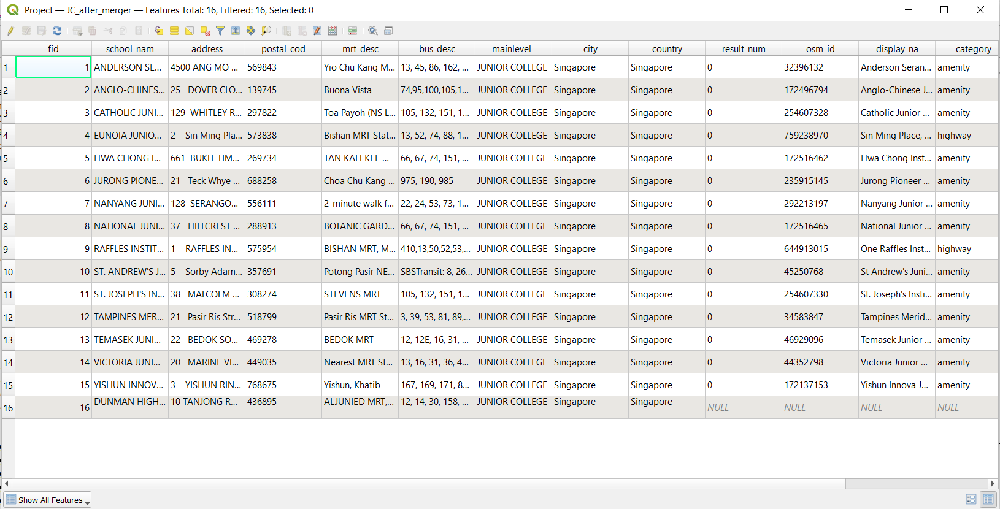 Project — JC_after_merger — Features Total: 16, Filtered: 16, Selected: 0
fid school_nam address postal_cod mrt_desc bus_desc mainlevel_ city country result_num osm_id display_na category
1 1 ANDERSON SE... 4500 ANG MO ... 569843 Yio Chu Kang M... 13, 45, 86, 162, ... JUNIOR COLLEGE Singapore Singapore 0 32396132 Anderson Seran... amenity
2 2 ANGLO-CHINES... 25 DOVER CLO... 139745 Buona Vista 74,95,100,105,1... JUNIOR COLLEGE Singapore Singapore 0 172496794 Anglo-Chinese J... amenity
3 3 CATHOLIC JUNI... 129 WHITLEY R... 297822 Toa Payoh (NS L... 105, 132, 151, 1... JUNIOR COLLEGE Singapore Singapore 0 254607328 Catholic Junior ... amenity
4 4 EUNOIA JUNIO... 2 Sin Ming Pla... 573838 Bishan MRT Stat... 13, 52, 74, 88, 1... JUNIOR COLLEGE Singapore Singapore 0 759238970 Sin Ming Place, ... highway
5 5 HWA CHONG I... 661 BUKIT TIM... 269734 TAN KAH KEE ... 66, 67, 74, 151, ... JUNIOR COLLEGE Singapore Singapore 0 172516462 Hwa Chong Inst... amenity
6 6 JURONG PIONE... 21 Teck Whye ... 688258 Choa Chu Kang ... 975, 190, 985 JUNIOR COLLEGE Singapore Singapore 0 235915145 Jurong Pioneer ... amenity
7 7 NANYANG JUNI... 128 SERANGO... 556111 2-minute walk f... 22, 24, 53, 73, 1... JUNIOR COLLEGE Singapore Singapore 0 292213197 Nanyang Junior ... amenity
8 8 NATIONAL JUNI... 37 HILLCREST ... 288913 BOTANIC GARD... 66, 67, 74, 151, ... JUNIOR COLLEGE Singapore Singapore 0 172516465 National Junior ... amenity
9 9 RAFFLES INSTIT... 1 RAFFLES IN... 575954 BISHAN MRT, M... 410,13,50,52,53,... JUNIOR COLLEGE Singapore Singapore 0 644913015 One Raffles Inst... highway
10 10 ST. ANDREW'S J... 5 Sorby Adam... 357691 Potong Pasir NE... SBSTransit: 8, 26... JUNIOR COLLEGE Singapore Singapore 0 45250768 St Andrew's Juni... amenity
11 11 ST. JOSEPH'S IN... 38 MALCOLM ... 308274 STEVENS MRT 105, 132, 151, 1... JUNIOR COLLEGE Singapore Singapore 0 254607330 St. Joseph's Insti... amenity
12 12 TAMPINES MER... 21 Pasir Ris Str... 518799 Pasir Ris MRT St... 3, 39, 53, 81, 89,... JUNIOR COLLEGE Singapore Singapore 0 34583847 Tampines Merid... amenity
13 13 TEMASEK JUNI... 22 BEDOK SO... 469278 BEDOK MRT 12, 12E, 16, 31, ... JUNIOR COLLEGE Singapore Singapore 0 46929096 Temasek Junior ... amenity
14 14 VICTORIA JUNI... 20 MARINE VI... 449035 Nearest MRT St... 13, 16, 31, 36, 4... JUNIOR COLLEGE Singapore Singapore 0 44352798 Victoria Junior ... amenity
15 15 YISHUN INNOV... 3 YISHUN RIN... 768675 Yishun, Khatib 167, 169, 171, 8... JUNIOR COLLEGE Singapore Singapore 0 172137153 Yishun Innova J... amenity
16 16 DUNMAN HIGH... 10 TANJONG R... 436895 ALJUNIED MRT,... 12, 14, 30, 158, ... JUNIOR COLLEGE Singapore Singapore NULL NULL NULL NULL
Show All Features